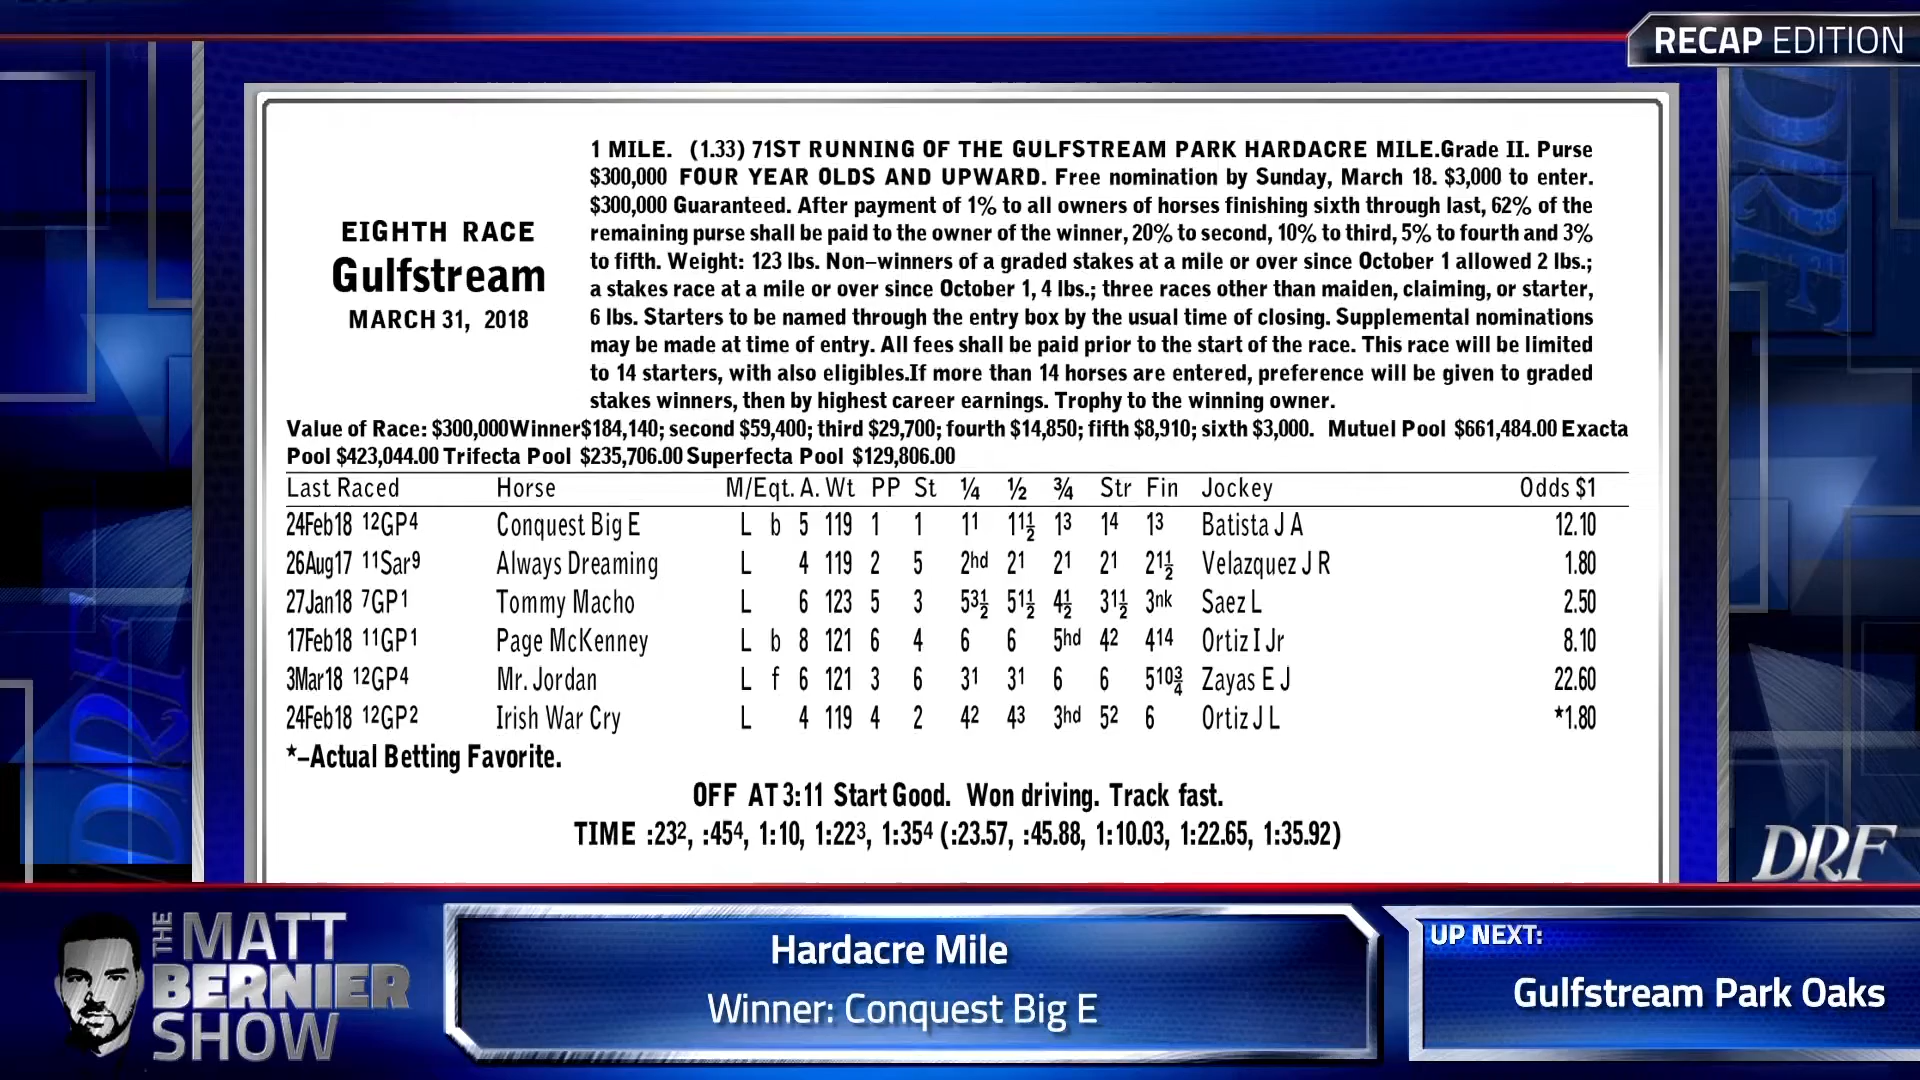 RECAP EDITION
EIGHTH RACE
Gulfstream
MARCH 31, 2018
1 MILE. (1.33) 71ST RUNNING OF THE GULFSTREAM PARK HARDACRE MILE.Grade II. Purse
$300,000 FOUR YEAR OLDS AND UPWARD. Free nomination by Sunday, March 18. $3,000 to enter.
$300,000 Guaranteed. After payment of 1% to all owners of horses finishing sixth through last, 62% of the
remaining purse shall be paid to the owner of the winner, 20% to second, 10% to third, 5% to fourth and 3%
to fifth. Weight: 123 lbs. Non-winners of a graded stakes at a mile or over since October 1 allowed 2 lbs.;
a stakes race at a mile or over since October 1, 4 lbs.; three races other than maiden, claiming, or starter,
6 lbs. Starters to be named through the entry box by the usual time of closing. Supplemental nominations
may be made at time of entry. All fees shall be paid prior to the start of the race. This race will be limited
to 14 starters, with also eligibles.If more than 14 horses are entered, preference will be given to graded
stakes winners, then by highest career earnings. Trophy to the winning owner.
Value of Race: $300,000Winner$184,140; second $59,400; third $29,700; fourth $14,850; fifth $8,910; sixth $3,000. Mutuel Pool $661,484.00 Exacta
Pool $423,044.00 Trifecta Pool $235,706.00 Superfecta Pool $129,806.00
Last Raced Horse M/Eqt. A. Wt PP St ¼ ½ ¾ Str Fin Jockey Odds $1
24Feb18 12GP4 Conquest Big E L b 5 119 1 1 11 11½ 13 14 13 Batista J A 12.10
26Aug17 11Sar9 Always Dreaming L 4 119 2 5 2hd 21 21 21 21½ Velazquez J R 1.80
27Jan18 7GP1 Tommy Macho L 6 123 5 3 53½ 51½ 4½ 31½ 3nk Saez L 2.50
17Feb18 11GP1 Page McKenney L b 8 121 6 4 6 6 5hd 42 414 Ortiz I Jr 8.10
3Mar18 12GP4 Mr. Jordan L f 6 121 3 6 31 31 6 6 510¾ Zayas E J 22.60
24Feb18 12GP2 Irish War Cry L 4 119 4 2 42 43 3hd 52 6 Ortiz J L *1.80
*-Actual Betting Favorite.
OFF AT 3:11 Start Good. Won driving. Track fast.
TIME :232, :454, 1:10, 1:223, 1:354 (:23.57, :45.88, 1:10.03, 1:22.65, 1:35.92)
DRF
DRF
DRF
THE MATT
BERNIER
SHOW
Hardacre Mile
Winner: Conquest Big E
UP NEXT:
Gulfstream Park Oaks